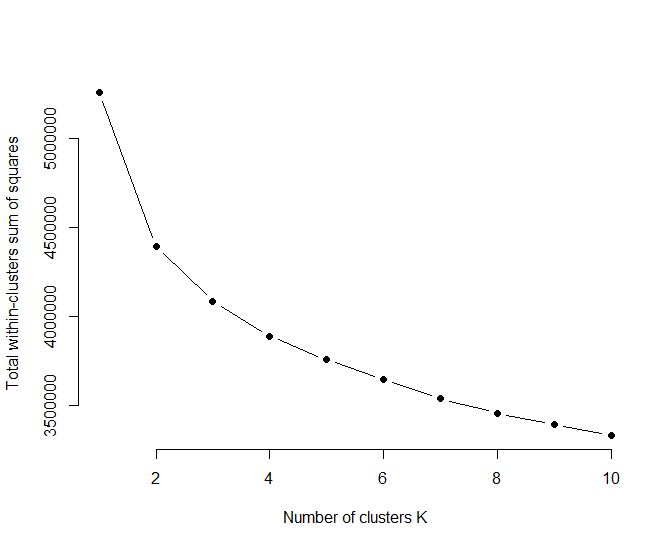 Total within-clusters sum of squares
5000000
4500000
4000000
3500000
2 4 6 8 10
Number of clusters K